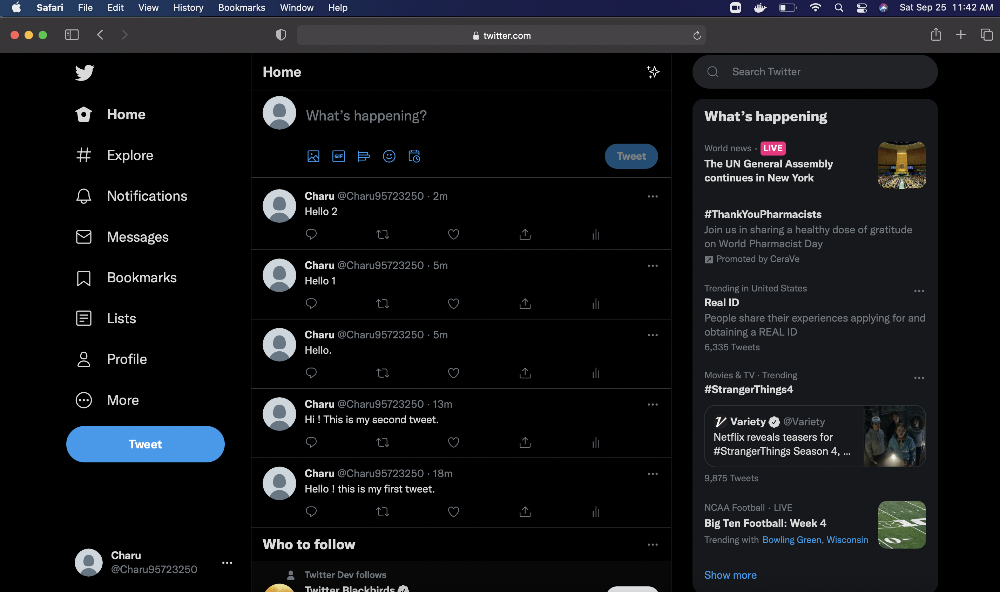 Safari File Edit View History Bookmarks Window Help Sat Sep 25 11:42 AM
twitter.com
Home
Explore
Notifications
Messages
Bookmarks
Lists
Profile
More
Tweet
Charu
@Charu95723250
Home
What's happening?
GIF
Tweet
Charu @Charu95723250 · 2m
Hello 2
Charu @Charu95723250 · 5m
Hello 1
Charu @Charu95723250 · 5m
Hello.
Charu @Charu95723250 · 13m
Hi ! This is my second tweet.
Charu @Charu95723250 · 18m
Hello ! this is my first tweet.
Who to follow
Twitter Dev follows
Twitter Blackbirds
Search Twitter
What's happening
World news · LIVE
The UN General Assembly
continues in New York
#ThankYouPharmacists
Join us in sharing a healthy dose of gratitude
on World Pharmacist Day
Promoted by CeraVe
Trending in United States
Real ID
People share their experiences applying for and
obtaining a REAL ID
6,335 Tweets
Movies & TV · Trending
#StrangerThings4
Variety @Variety
Netflix reveals teasers for
#StrangerThings Season 4, ...
9,875 Tweets
NCAA Football · LIVE
Big Ten Football: Week 4
Trending with Bowling Green, Wisconsin
Show more